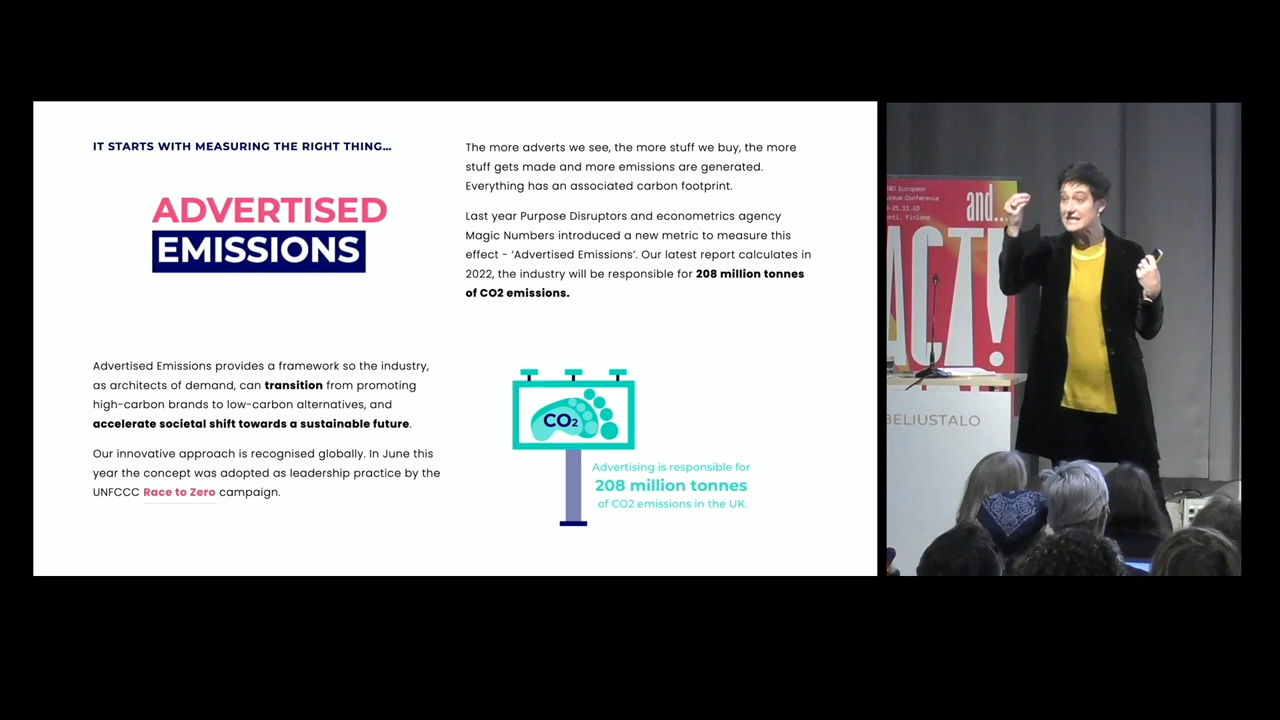 IT STARTS WITH MEASURING THE RIGHT THING...
ADVERTISED
EMISSIONS
Advertised Emissions provides a framework so the industry,
as architects of demand, can transition from promoting
high-carbon brands to low-carbon alternatives, and
accelerate societal shift towards a sustainable future.
Our innovative approach is recognised globally. In June this
year the concept was adopted as leadership practice by the
UNFCCC Race to Zero campaign.
The more adverts we see, the more stuff we buy, the more
stuff gets made and more emissions are generated.
Everything has an associated carbon footprint.
Last year Purpose Disruptors and econometrics agency
Magic Numbers introduced a new metric to measure this
effect - 'Advertised Emissions'. Our latest report calculates in
2022, the industry will be responsible for 208 million tonnes
of CO2 emissions.
CO2
Advertising is responsible for
208 million tonnes
of CO2 emissions in the UK.
European
Conference
21.11.23
Finland
and...
ACT!
BELIUSTALO